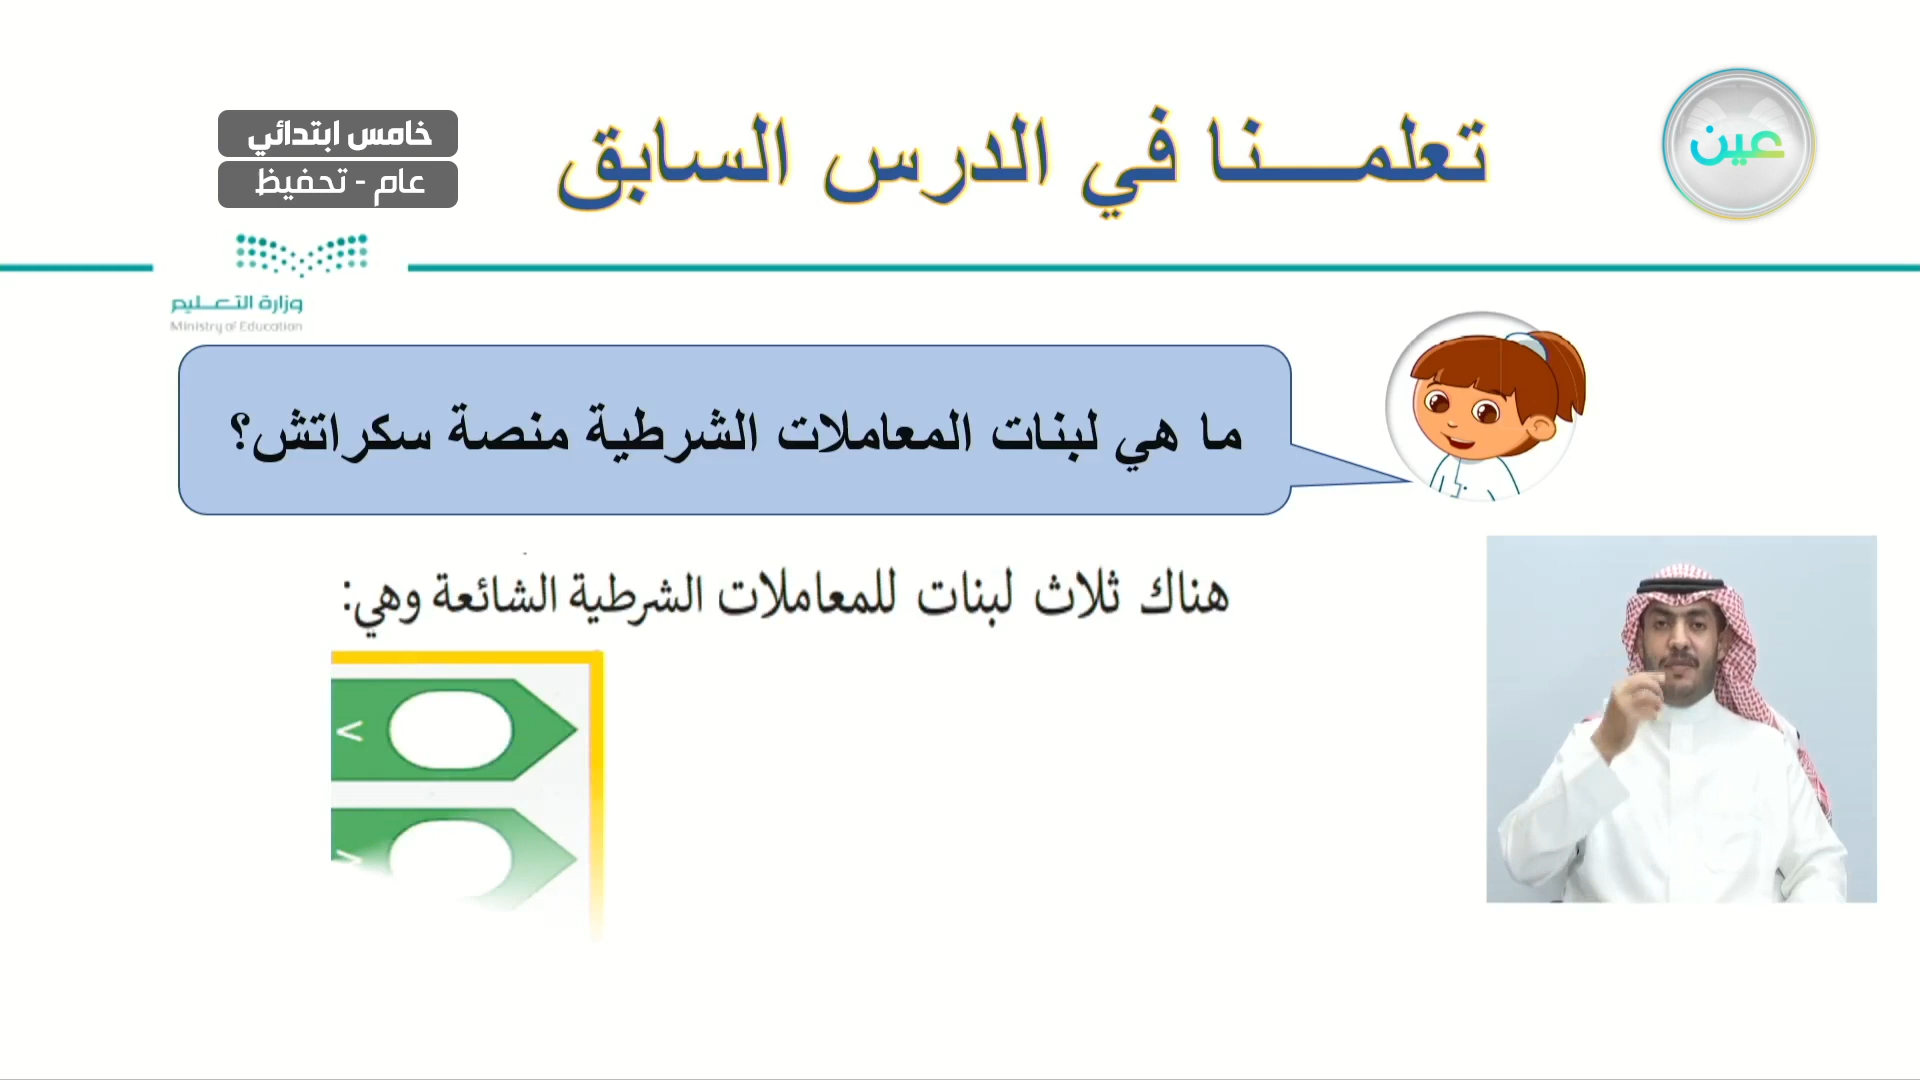 خامس ابتدائي
عام - تحفيظ
تعلمـــــنا في الدرس السابق
عين
وزارة التعـــليم
Ministry of Education
ما هي لبنات المعاملات الشرطية منصة سكراتش؟
هناك ثلاث لبنات للمعاملات الشرطية الشائعة وهي:
<